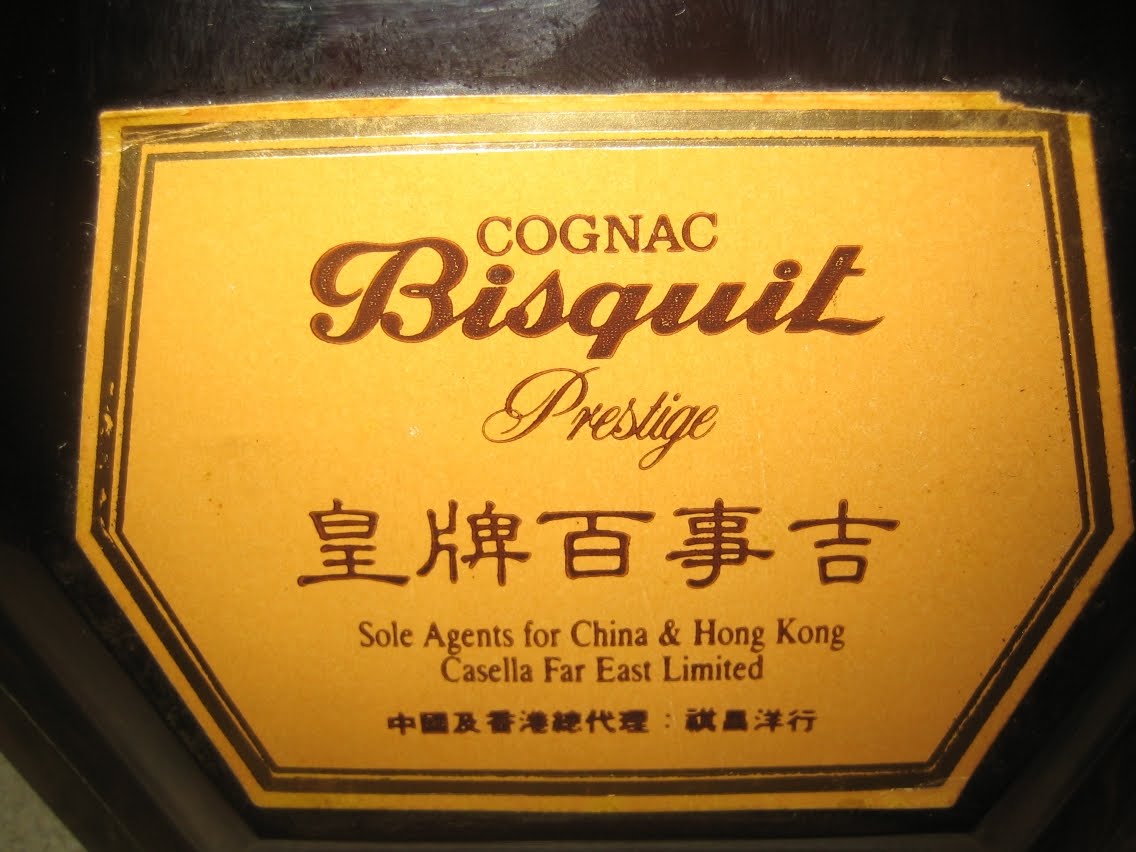 COGNAC
Bisquit
Prestige
皇牌百事吉
Sole Agents for China & Hong Kong
Casella Far East Limited
中國及香港總代理：祺昌洋行